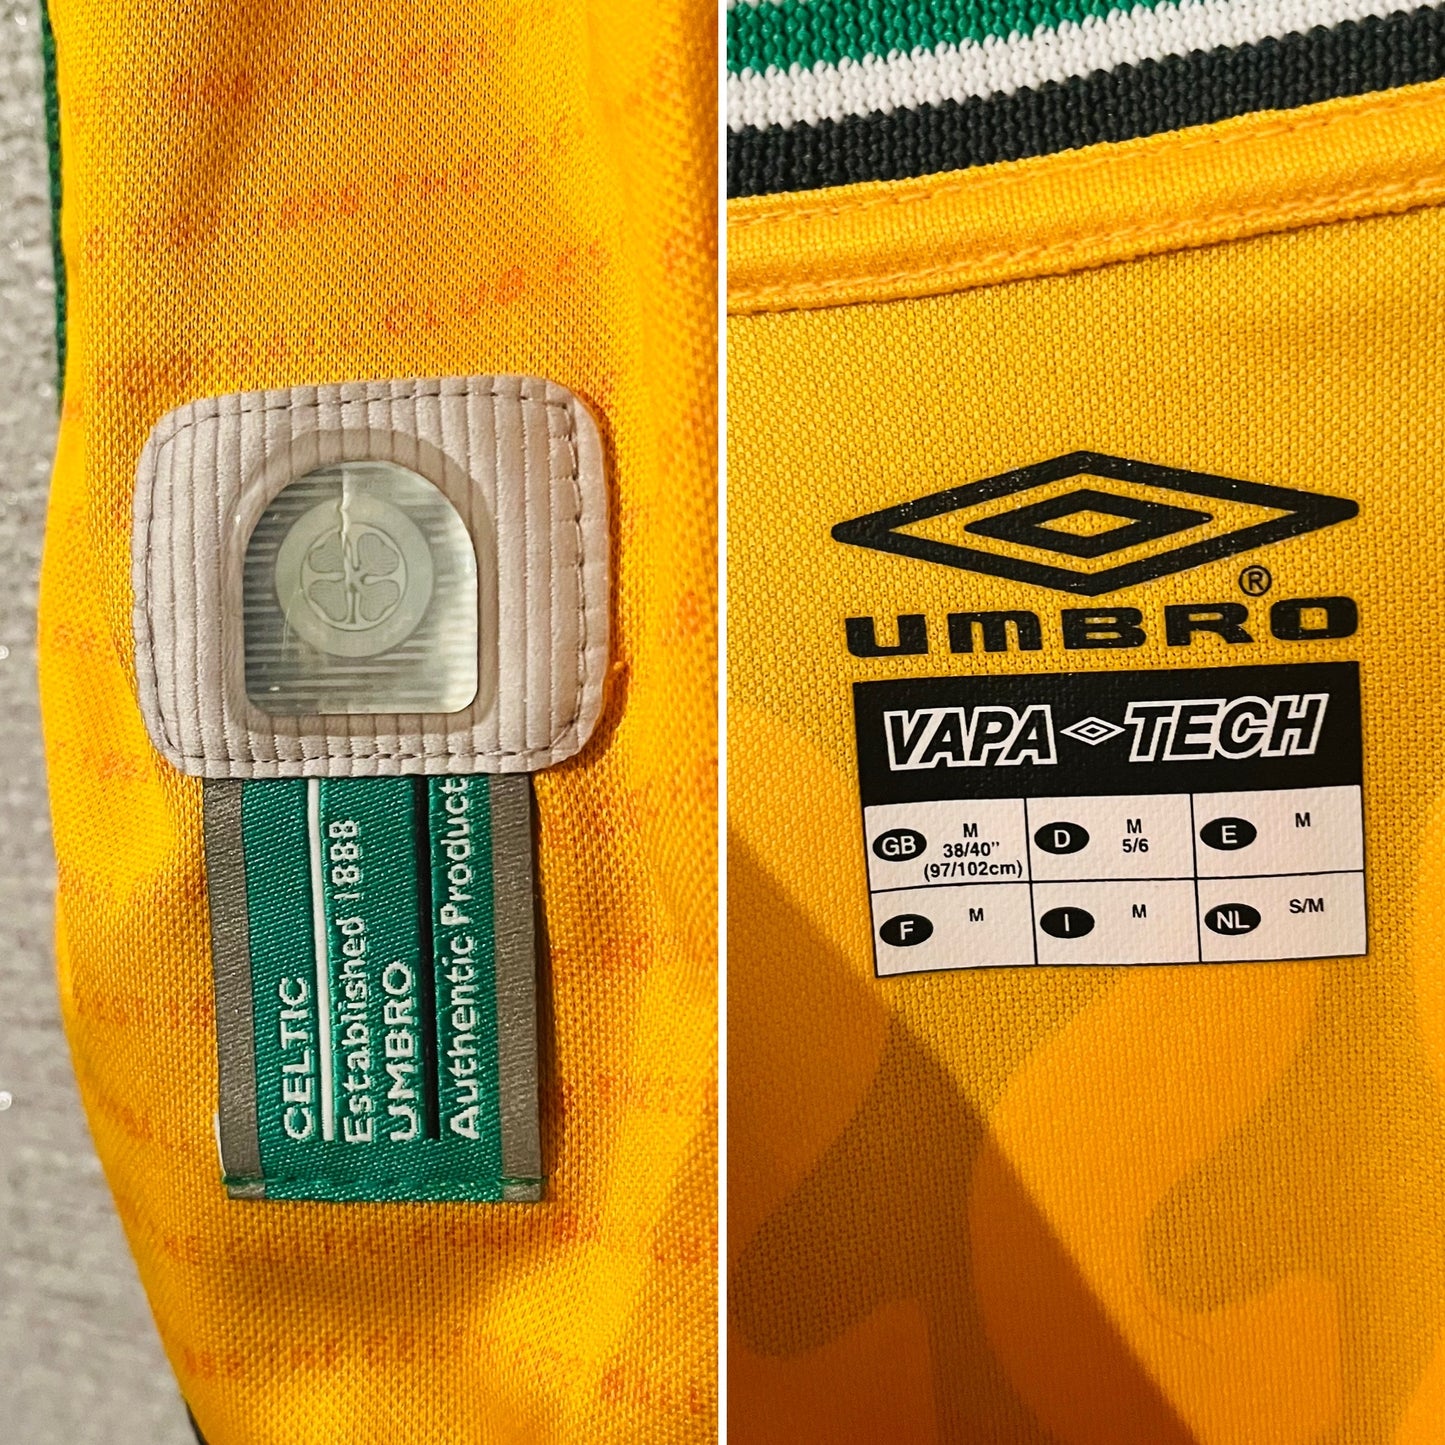 CELTIC
Established 1888
UMBRO
Authentic Product
®
UMBRO
VAPA TECH
GB M
38/40"
(97/102cm)
D M
5/6
E M
F M
I M
NL S/M